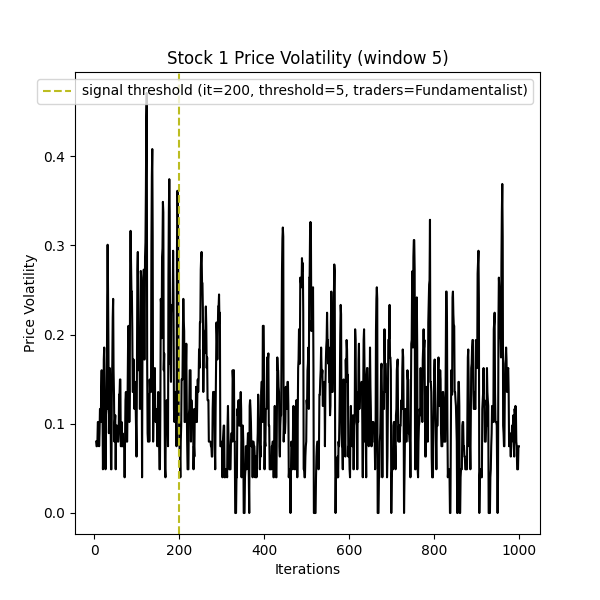 Stock 1 Price Volatility (window 5)
signal threshold (it=200, threshold=5, traders=Fundamentalist)
Price Volatility
0.4
0.3
0.2
0.1
0.0
0 200 400 600 800 1000
Iterations